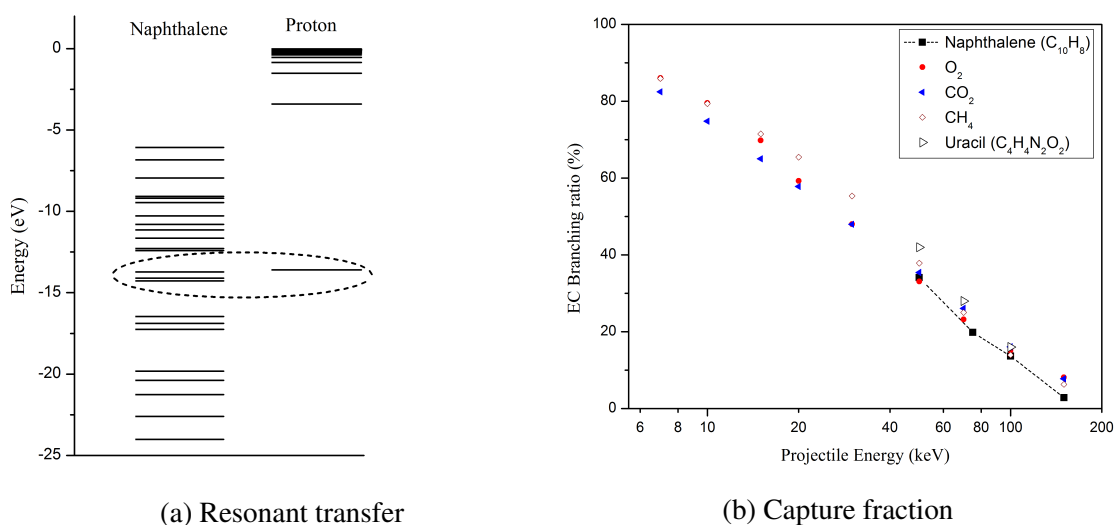 Naphthalene
Proton
0
-5
-10
-15
-20
-25
Energy (eV)
(a) Resonant transfer
100
80
60
40
20
0
EC Branching ratio (%)
Naphthalene (C₁₀H₈)
O₂
CO₂
CH₄
Uracil (C₄H₄N₂O₂)
6 8 10 20 40 60 80 100 200
Projectile Energy (keV)
(b) Capture fraction